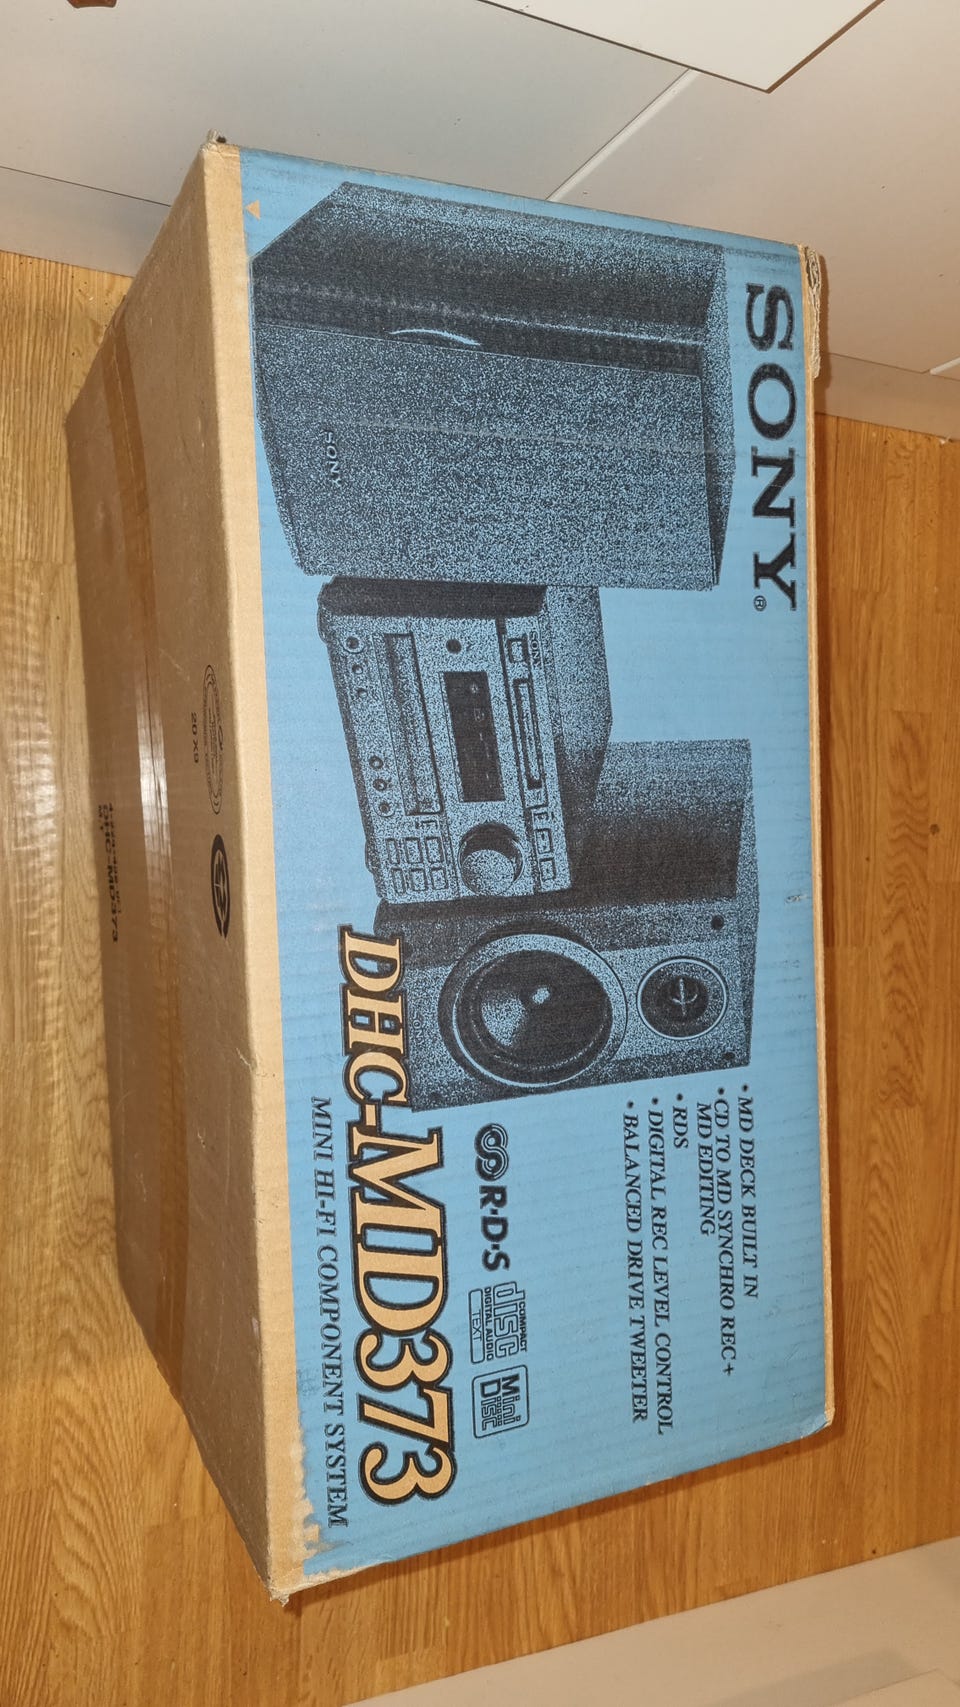 SONY®
SONY
SONY
• MD DECK BUILT IN
• CD TO MD SYNCHRO REC+
MD EDITING
• RDS
• DIGITAL REC LEVEL CONTROL
• BALANCED DRIVE TWEETER
R·D·S
COMPACT
disc
DIGITAL AUDIO
TEXT
Mini
Disc
DHC-MD373
MINI HI-FI COMPONENT SYSTEM
DHC-MD373